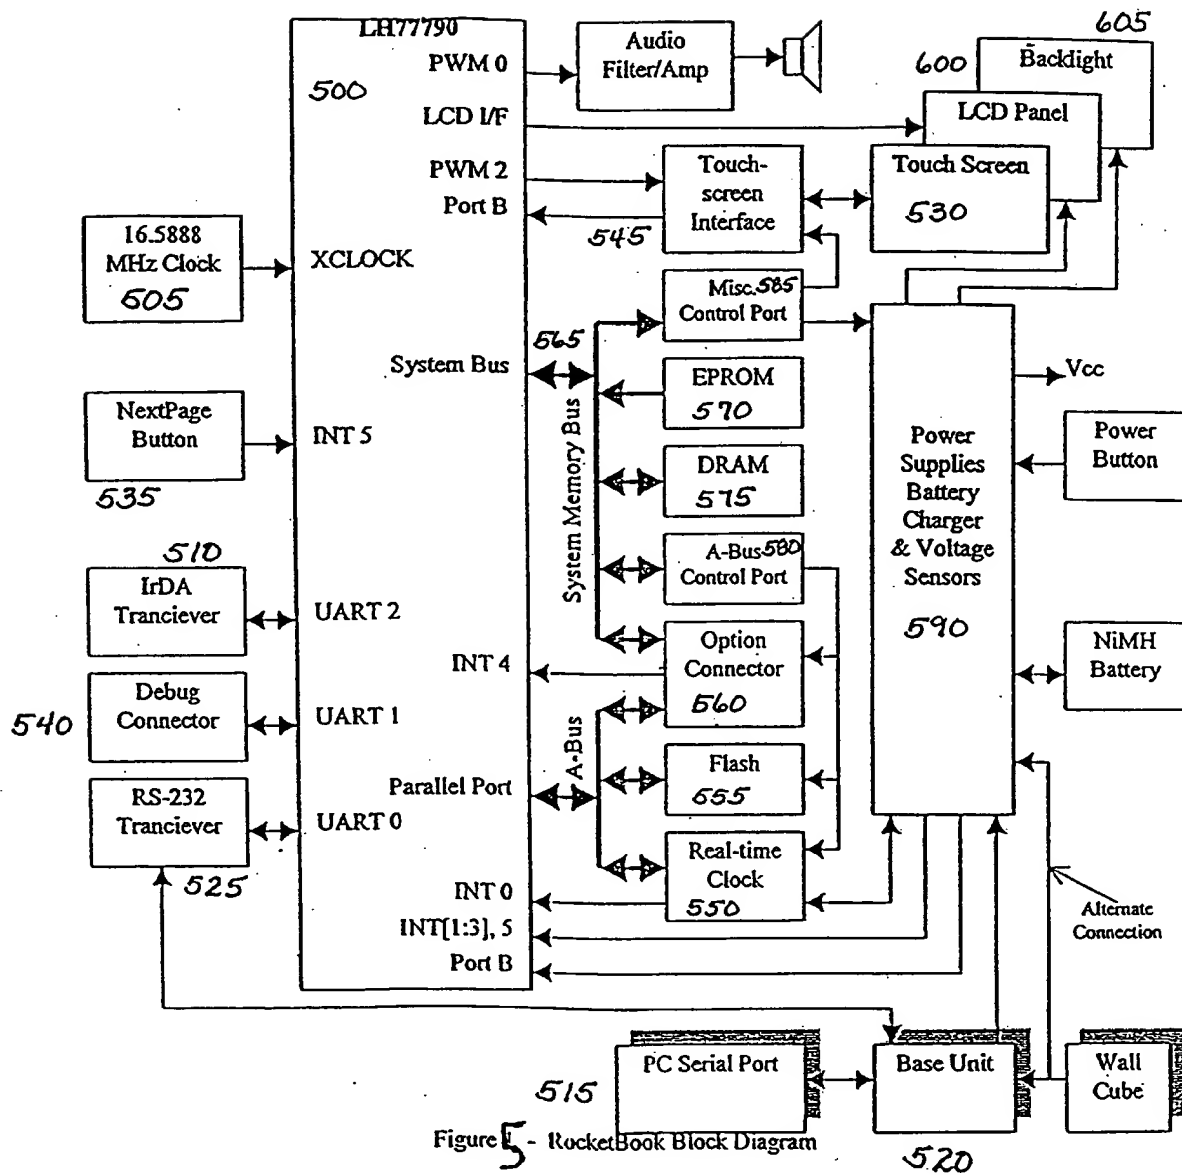 LH77790
500
PWM 0
LCD I/F
PWM 2
Port B
XCLOCK
System Bus
INT 5
UART 2
INT 4
UART 1
Parallel Port
UART 0
INT 0
INT[1:3], 5
Port B
Audio
Filter/Amp
605
Backlight
600
LCD Panel
Touch Screen
530
Touch-
screen
Interface
545
16.5888
MHz Clock
505
NextPage
Button
535
510
IrDA
Tranciever
Debug
Connector
540
RS-232
Tranciever
525
565
System Memory Bus
A-Bus
Misc. 585
Control Port
EPROM
570
DRAM
575
A-Bus 580
Control Port
Option
Connector
560
Flash
555
Real-time
Clock
550
Power
Supplies
Battery
Charger
& Voltage
Sensors
590
Vcc
Power
Button
NiMH
Battery
Alternate
Connection
PC Serial Port
515
Base Unit
520
Wall
Cube
Figure 5 - RocketBook Block Diagram